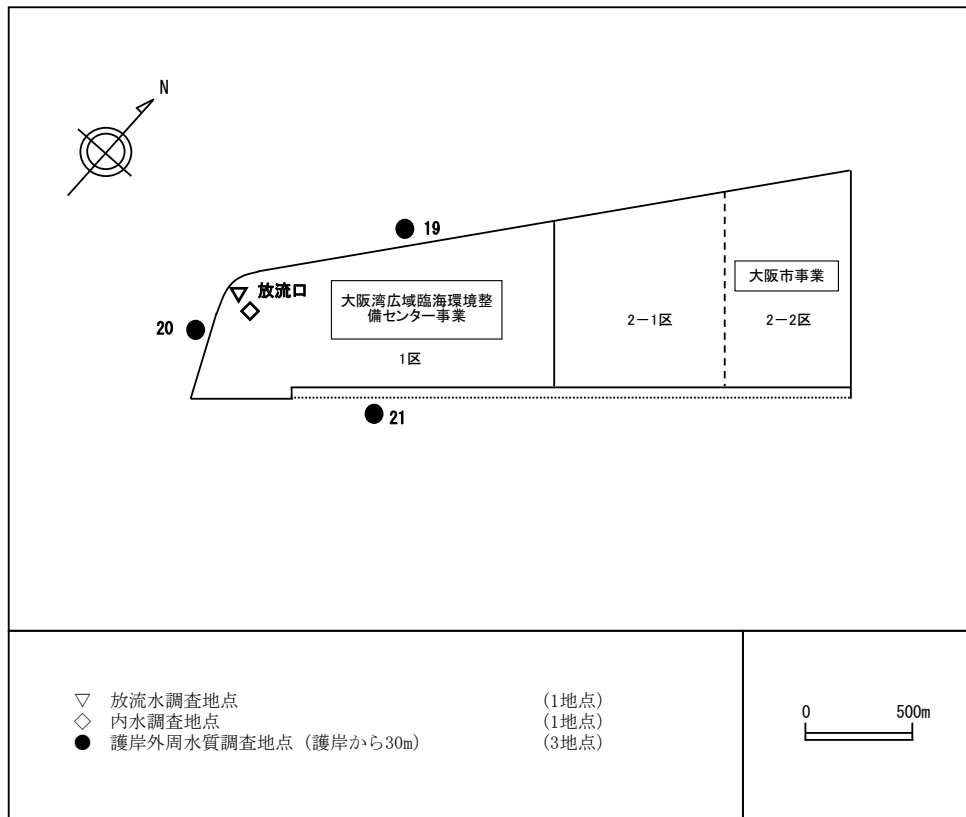 N
19
放流口
大阪湾広域臨海環境整
備センター事業
大阪市事業
20
2－1区
2－2区
1区
21
▽ 放流水調査地点 (1地点)
◇ 内水調査地点 (1地点)
● 護岸外周水質調査地点 (護岸から30m) (3地点)
0 500m